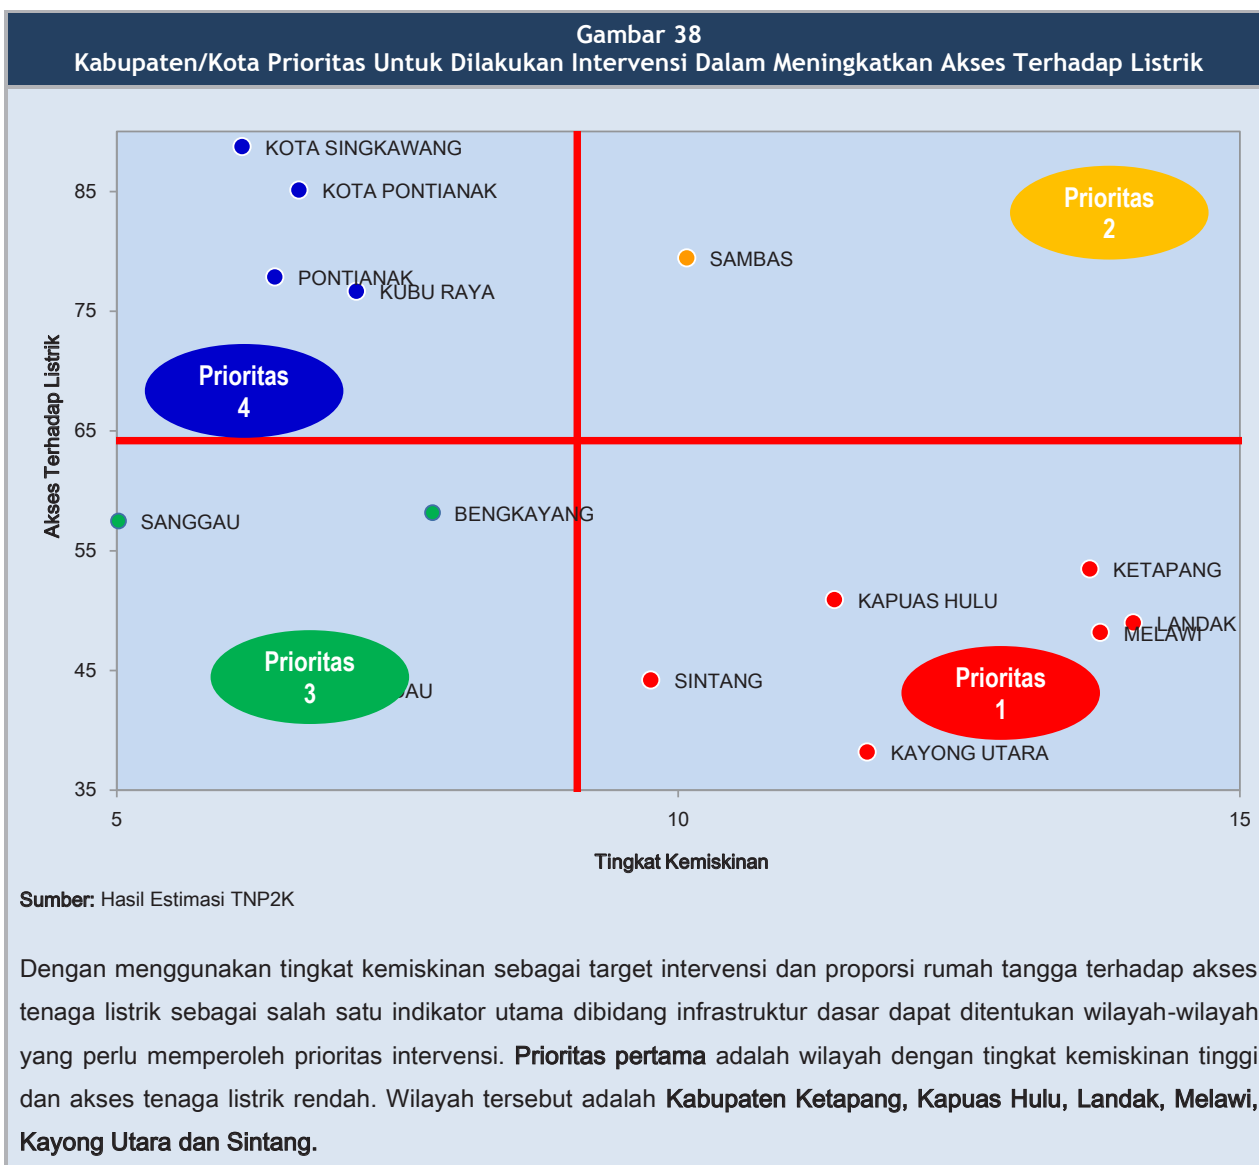 Gambar 38
Kabupaten/Kota Prioritas Untuk Dilakukan Intervensi Dalam Meningkatkan Akses Terhadap Listrik
KOTA SINGKAWANG
85
KOTA PONTIANAK
Prioritas
2
SAMBAS
PONTIANAK
KUBU RAYA
75
Akses Terhadap Listrik
Prioritas
4
65
SANGGAU
BENGKAYANG
55
KETAPANG
KAPUAS HULU
LANDAK
MELAWI
45
Prioritas
3
DAU
SINTANG
Prioritas
1
KAYONG UTARA
35
5
10
15
Tingkat Kemiskinan
Sumber: Hasil Estimasi TNP2K
Dengan menggunakan tingkat kemiskinan sebagai target intervensi dan proporsi rumah tangga terhadap akses
tenaga listrik sebagai salah satu indikator utama dibidang infrastruktur dasar dapat ditentukan wilayah-wilayah
yang perlu memperoleh prioritas intervensi. Prioritas pertama adalah wilayah dengan tingkat kemiskinan tinggi
dan akses tenaga listrik rendah. Wilayah tersebut adalah Kabupaten Ketapang, Kapuas Hulu, Landak, Melawi,
Kayong Utara dan Sintang.